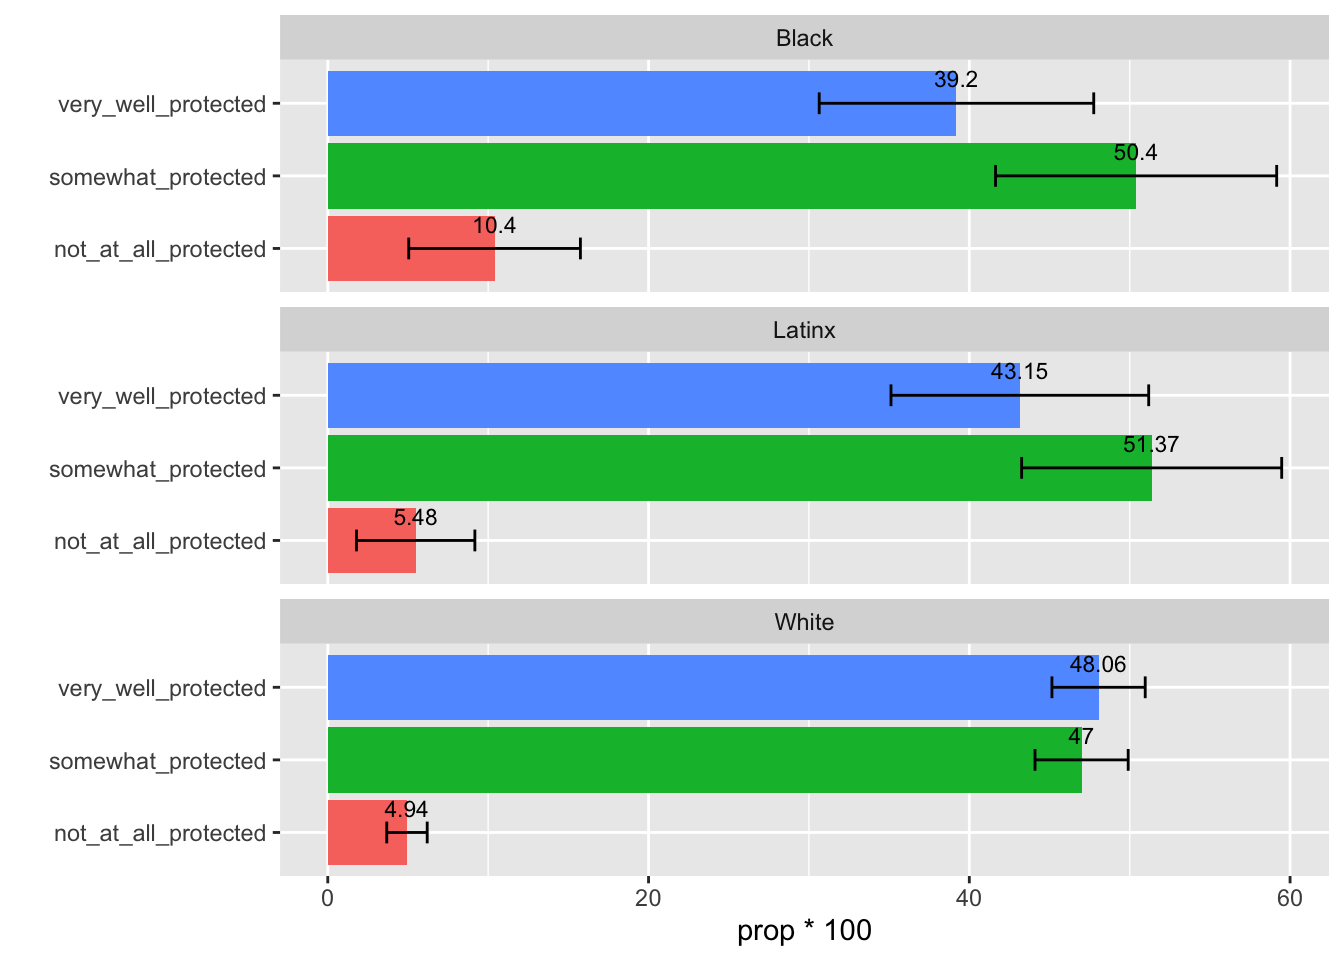 Black
very_well_protected
39.2
somewhat_protected
50.4
not_at_all_protected
10.4
Latinx
very_well_protected
43.15
somewhat_protected
51.37
not_at_all_protected
5.48
White
very_well_protected
48.06
somewhat_protected
47
not_at_all_protected
4.94
0 20 40 60
prop * 100